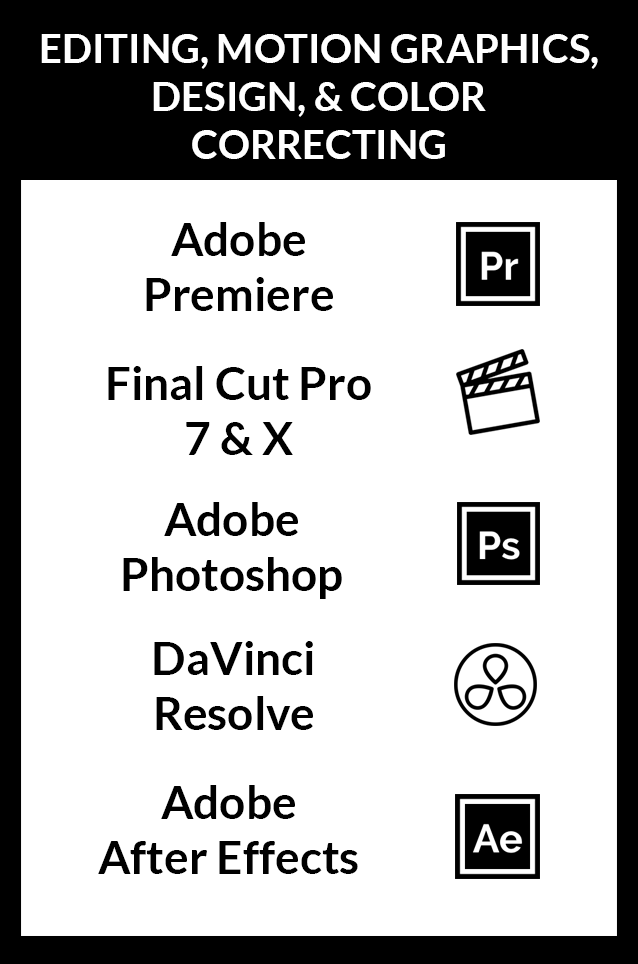 EDITING, MOTION GRAPHICS,
DESIGN, & COLOR
CORRECTING
Adobe
Premiere
Pr
Final Cut Pro
7 & X
Adobe
Photoshop
Ps
DaVinci
Resolve
Adobe
After Effects
Ae